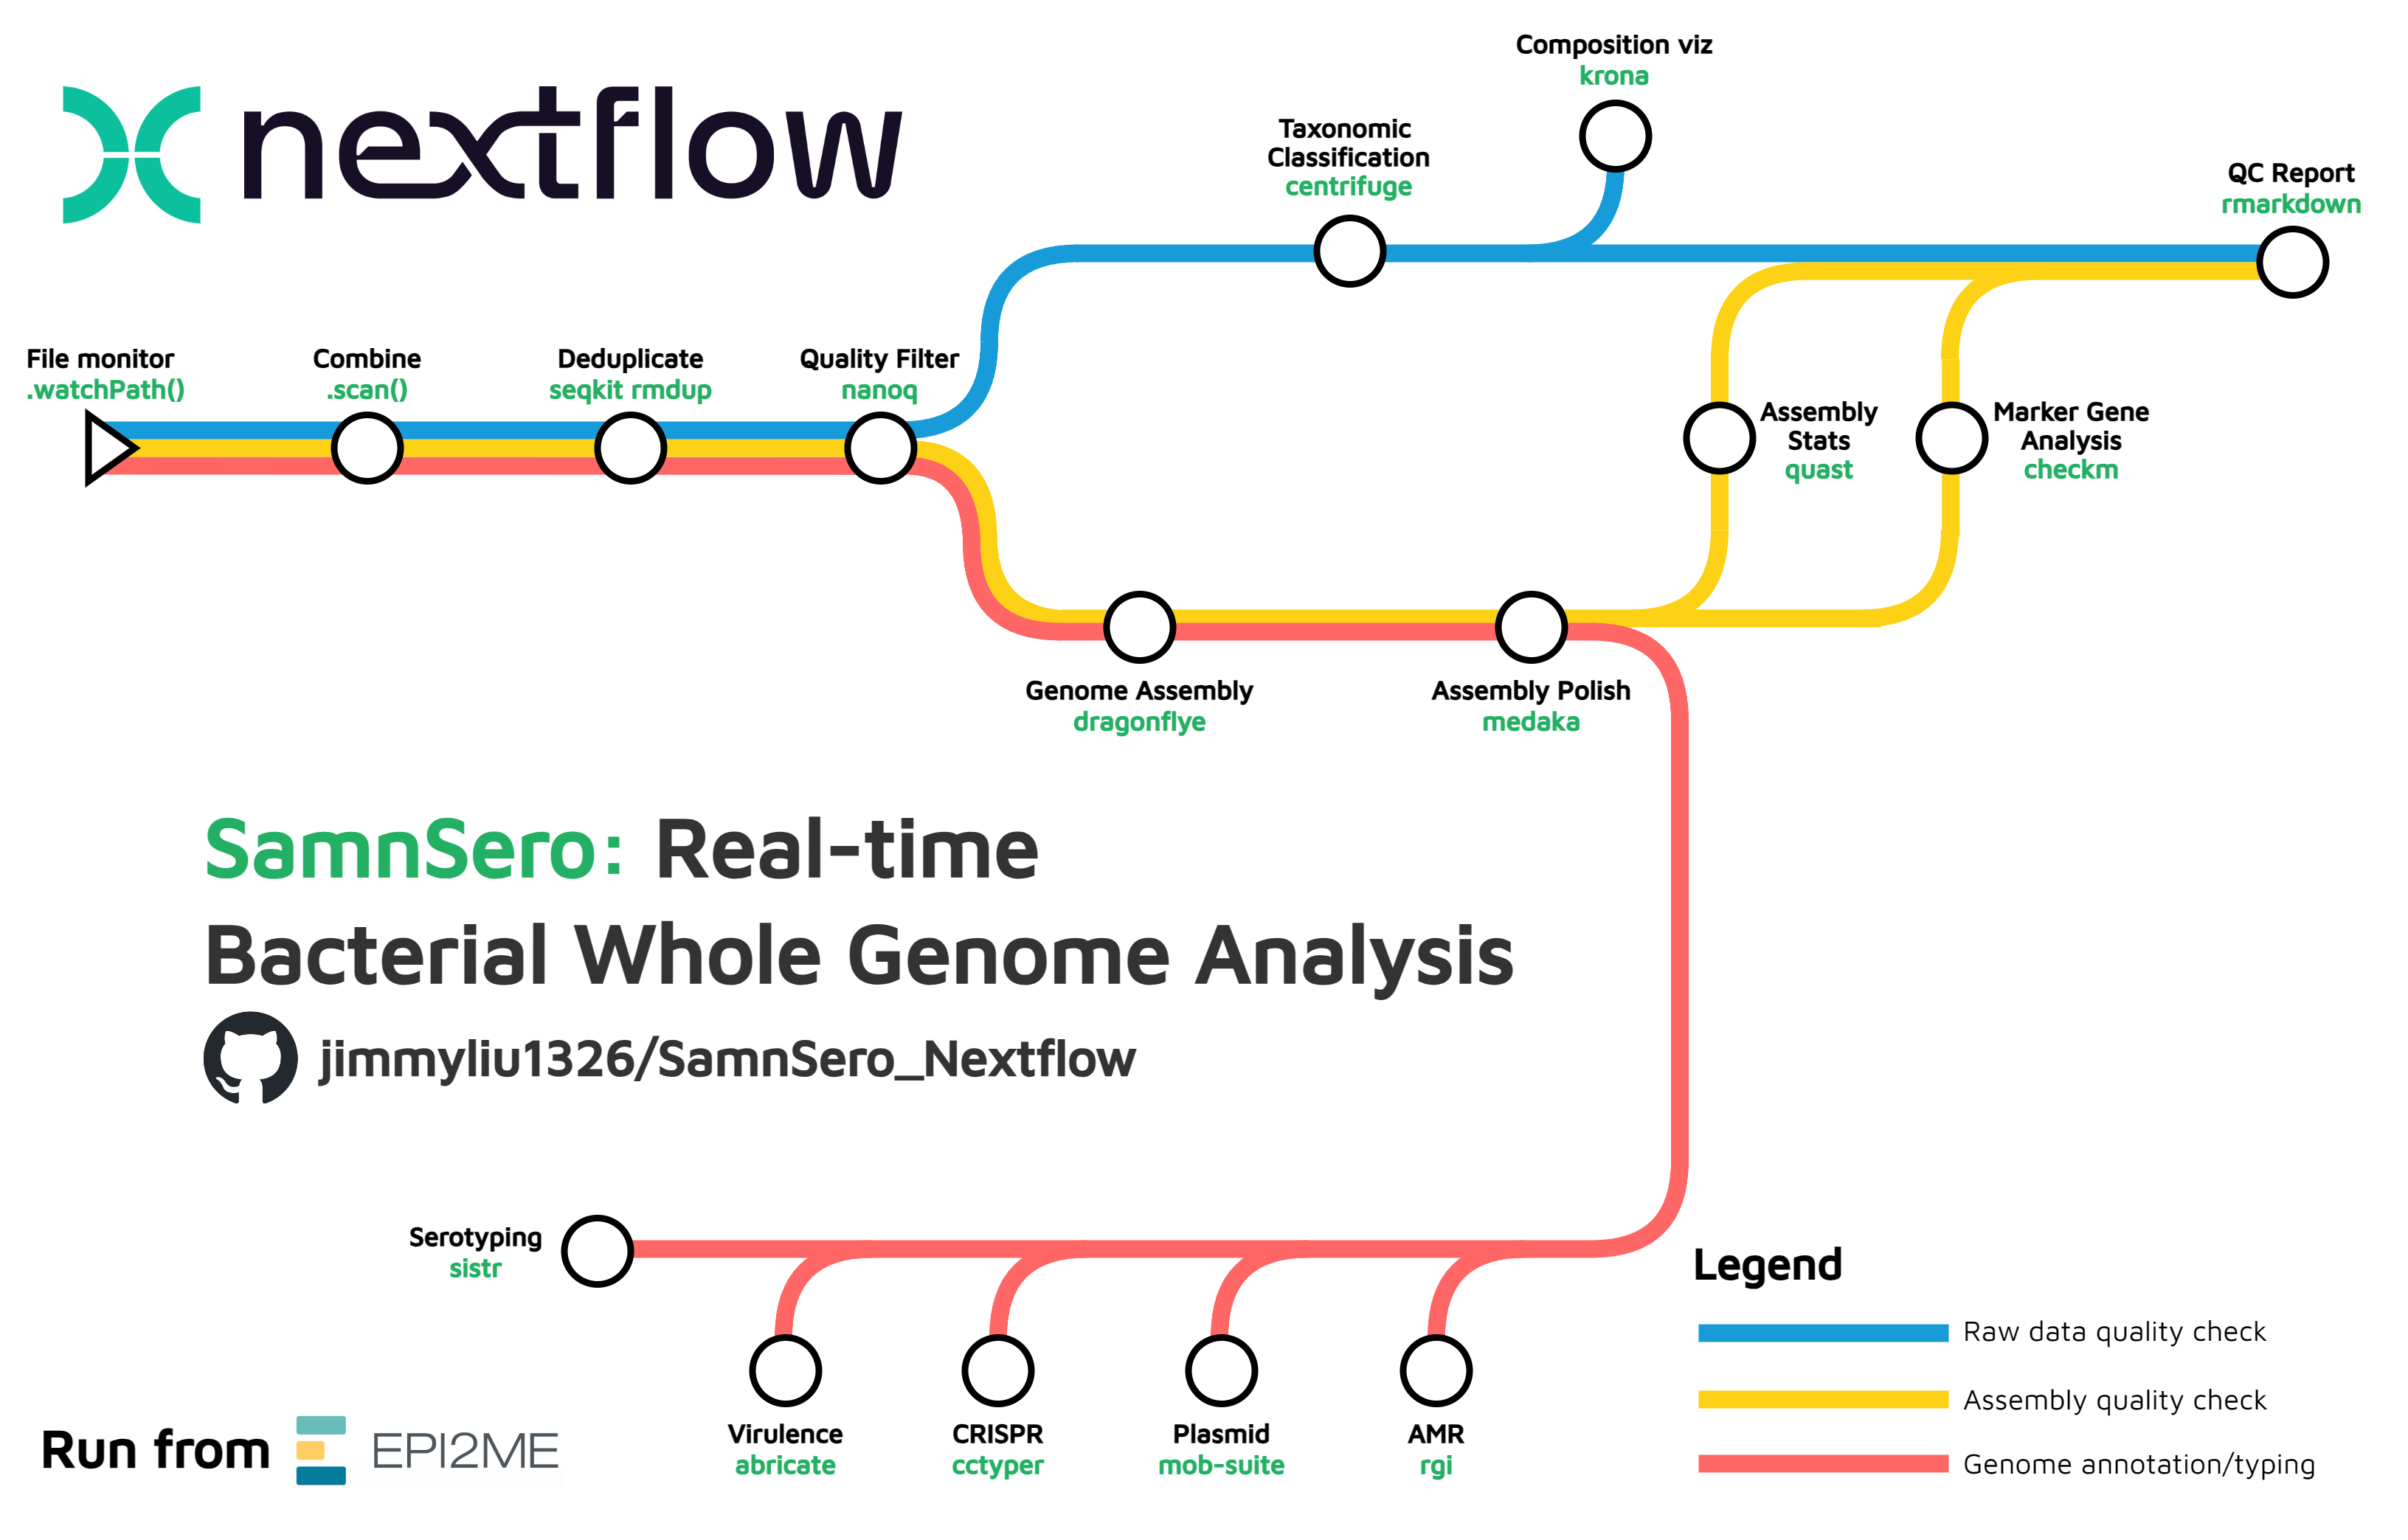 nextflow
Composition viz
krona
Taxonomic
Classification
centrifuge
QC Report
rmarkdown
File monitor
.watchPath()
Combine
.scan()
Deduplicate
seqkit rmdup
Quality Filter
nanoq
Assembly
Stats
quast
Marker Gene
Analysis
checkm
Genome Assembly
dragonflye
Assembly Polish
medaka
SamnSero: Real-time
Bacterial Whole Genome Analysis
jimmyliu1326/SamnSero_Nextflow
Serotyping
sistr
Virulence
abricate
CRISPR
cctyper
Plasmid
mob-suite
AMR
rgi
Legend
Raw data quality check
Assembly quality check
Genome annotation/typing
Run from EPI2ME